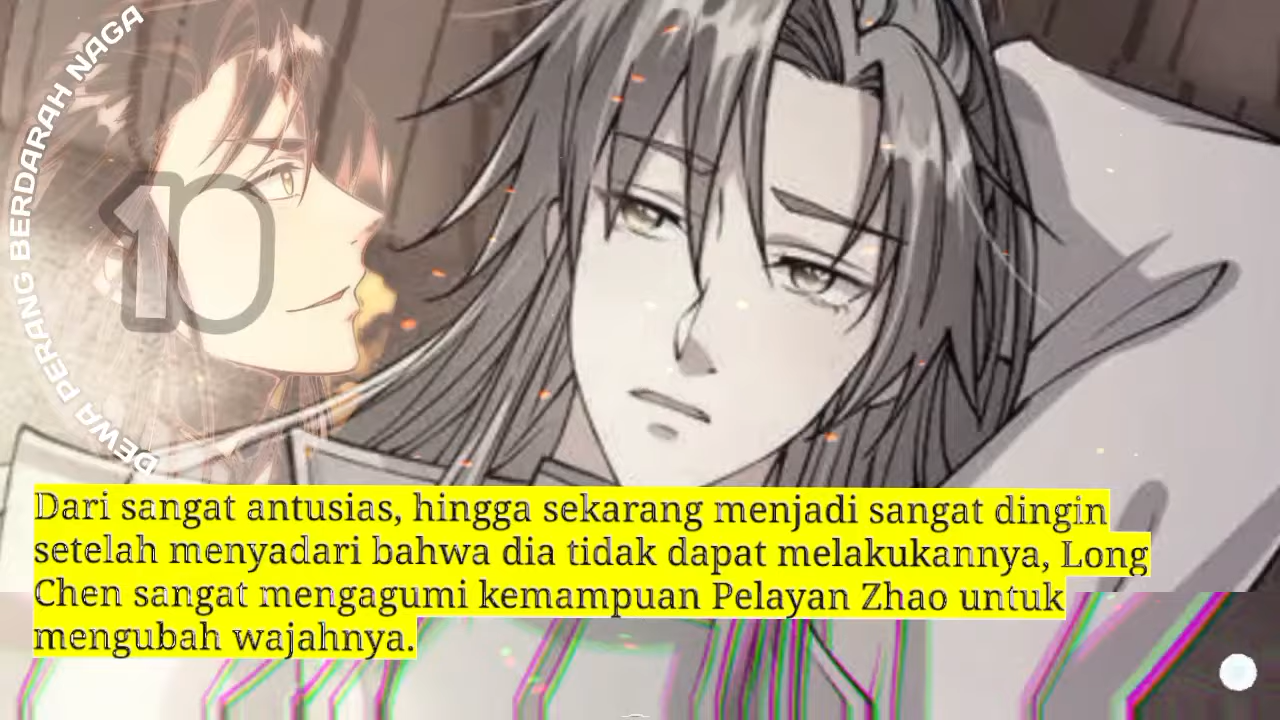 DEWA PERANG BERDARAH NAGA
10
Dari sangat antusias, hingga sekarang menjadi sangat dingin
setelah menyadari bahwa dia tidak dapat melakukannya, Long
Chen sangat mengagumi kemampuan Pelayan Zhao untuk
mengubah wajahnya.